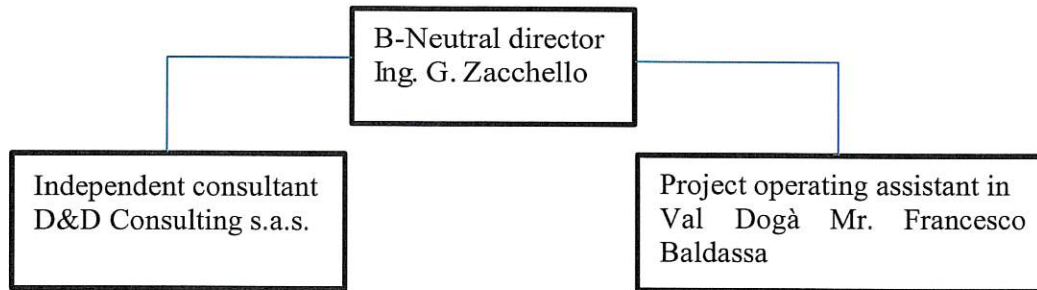 B-Neutral director
Ing. G. Zacchello
Independent consultant
D&D Consulting s.a.s.
Project operating assistant in
Val Dogà Mr. Francesco
Baldassa